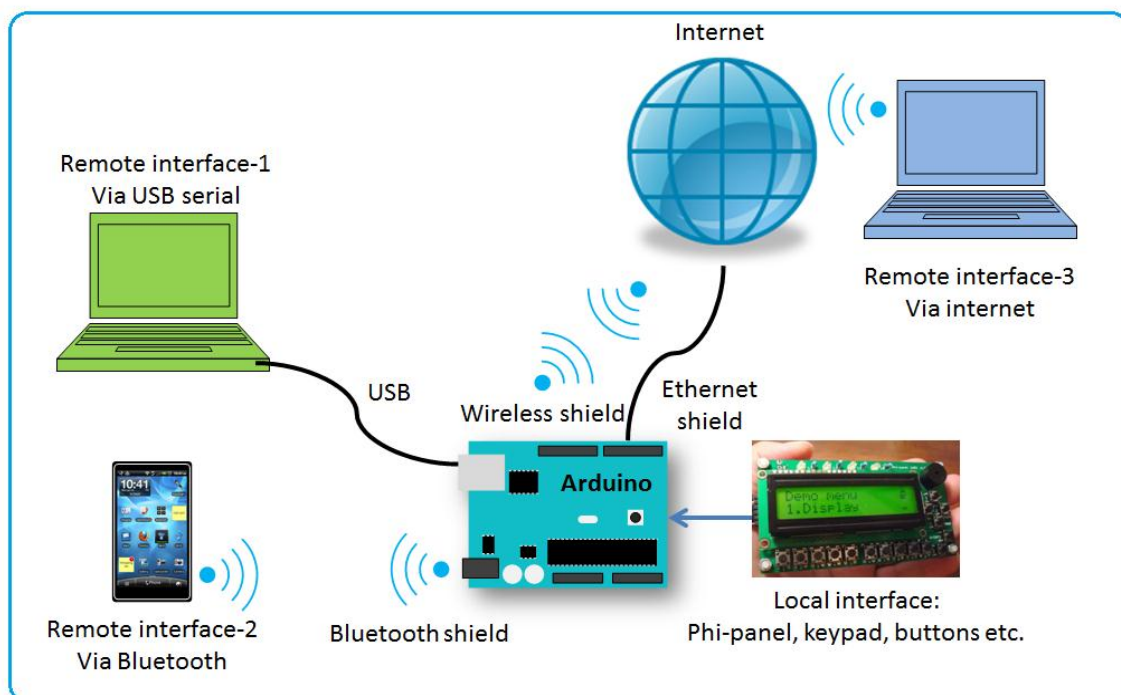 Internet
Remote interface-1
Via USB serial
Remote interface-3
Via internet
USB
Wireless shield
Ethernet
shield
Arduino
10:41
Demo menu
1.Display
Remote interface-2
Via Bluetooth
Bluetooth shield
Local interface:
Phi-panel, keypad, buttons etc.